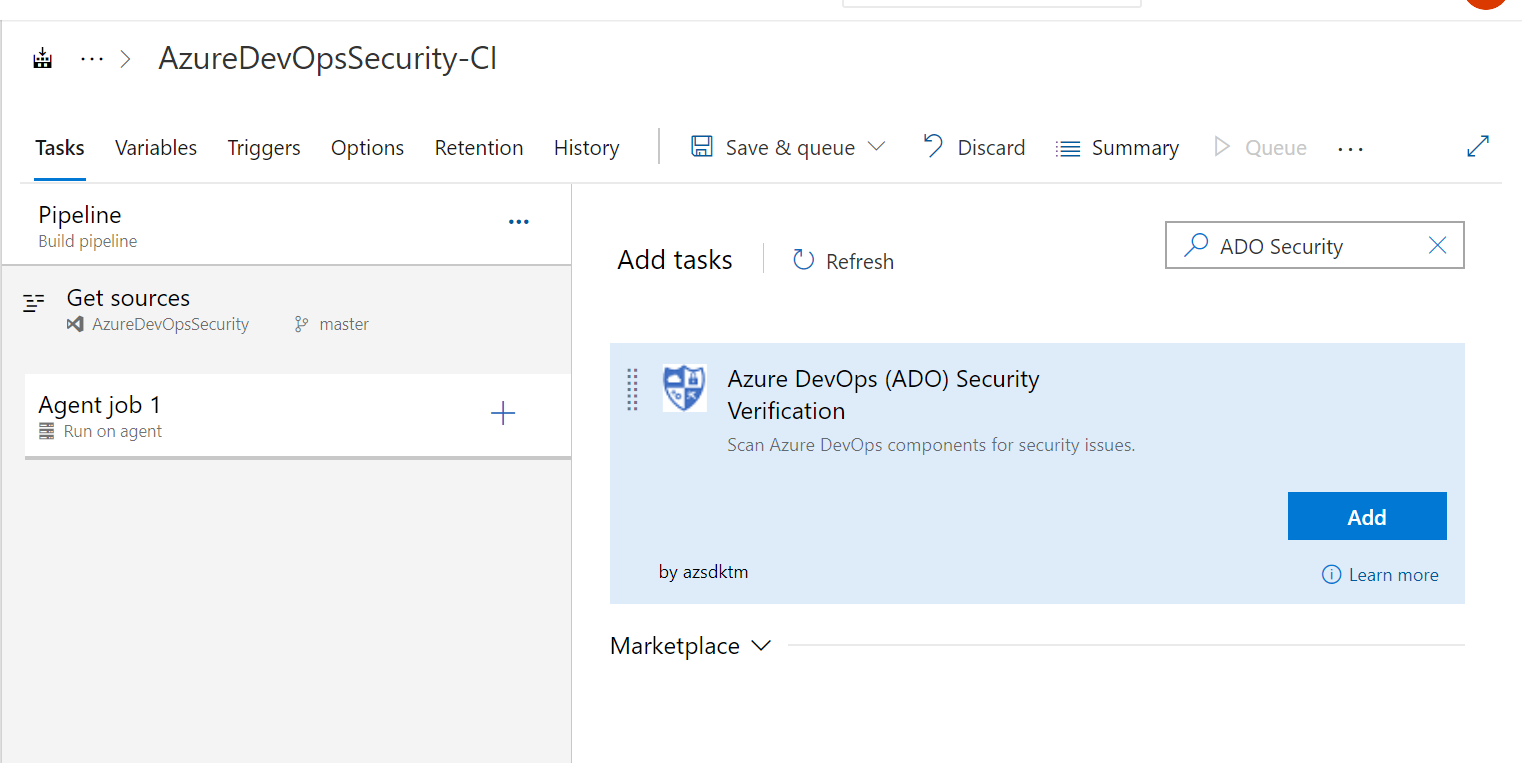 AzureDevOpsSecurity-CI
Tasks Variables Triggers Options Retention History Save & queue Discard Summary Queue
Pipeline
Build pipeline
Get sources
AzureDevOpsSecurity master
Agent job 1
Run on agent
Add tasks Refresh ADO Security
Azure DevOps (ADO) Security
Verification
Scan Azure DevOps components for security issues.
Add
by azsdktm
Learn more
Marketplace